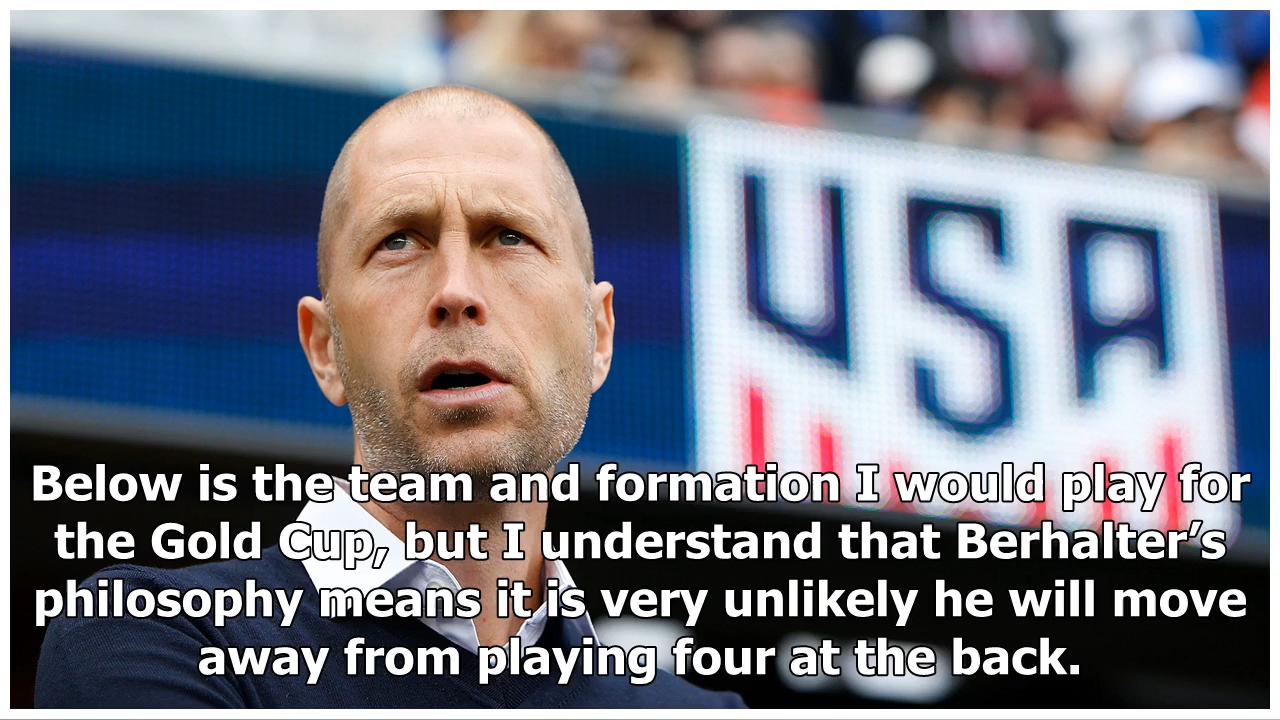 USA
Below is the team and formation I would play for
the Gold Cup, but I understand that Berhalter’s
philosophy means it is very unlikely he will move
away from playing four at the back.